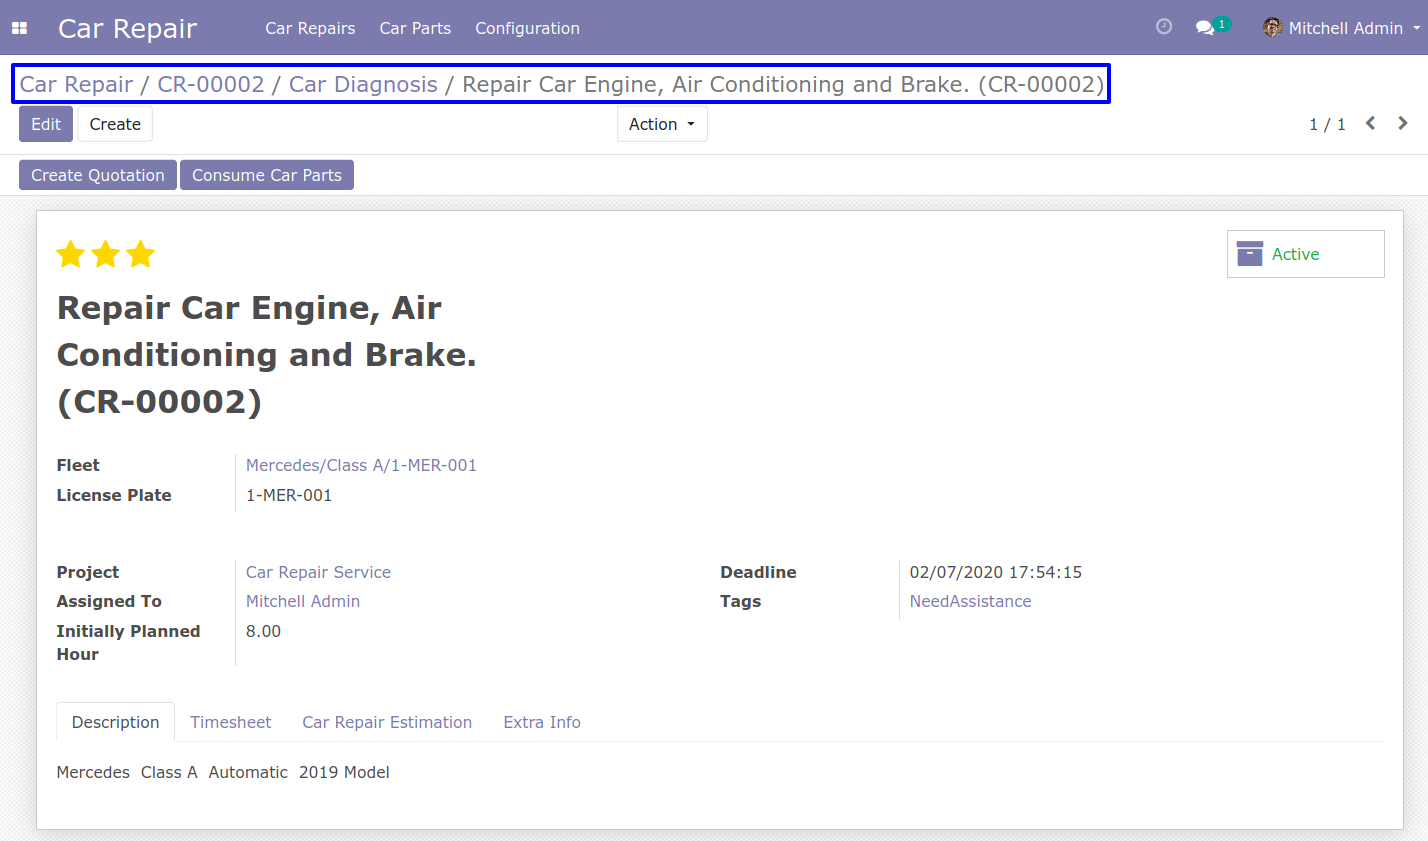 Car Repair Car Repairs Car Parts Configuration 1 Mitchell Admin
Car Repair / CR-00002 / Car Diagnosis / Repair Car Engine, Air Conditioning and Brake. (CR-00002)
Edit Create Action 1 / 1
Create Quotation Consume Car Parts
Active
Repair Car Engine, Air
Conditioning and Brake.
(CR-00002)
Fleet Mercedes/Class A/1-MER-001
License Plate 1-MER-001
Project Car Repair Service Deadline 02/07/2020 17:54:15
Assigned To Mitchell Admin Tags NeedAssistance
Initially Planned 8.00
Hour
Description Timesheet Car Repair Estimation Extra Info
Mercedes Class A Automatic 2019 Model